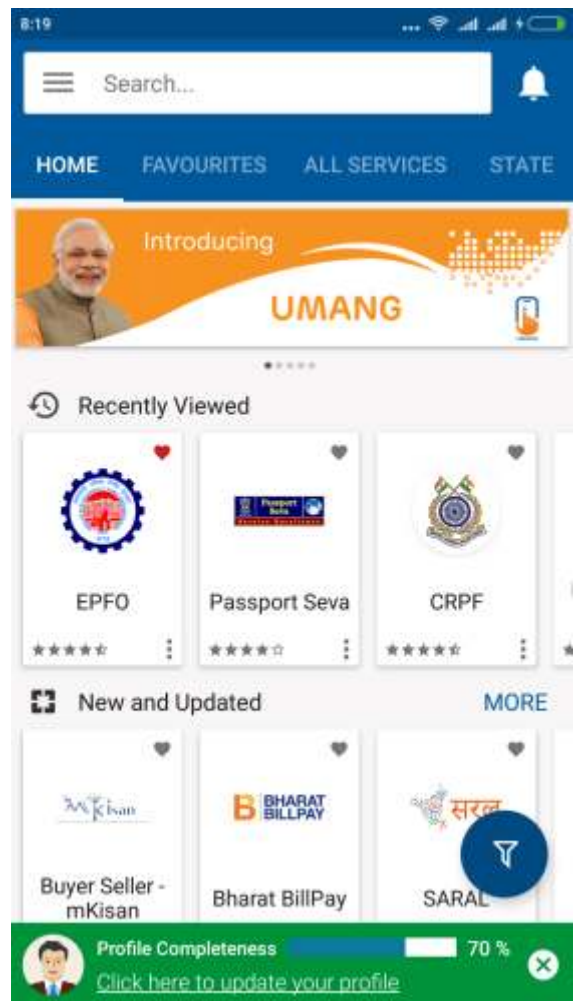 8:19
Search...
HOME FAVOURITES ALL SERVICES STATE
Introducing
UMANG
Recently Viewed
Passport Seva
EPFO Passport Seva CRPF
New and Updated MORE
mKisan BHARAT BILLPAY सरल
Buyer Seller - mKisan Bharat BillPay SARAL
Profile Completeness 70 %
Click here to update your profile